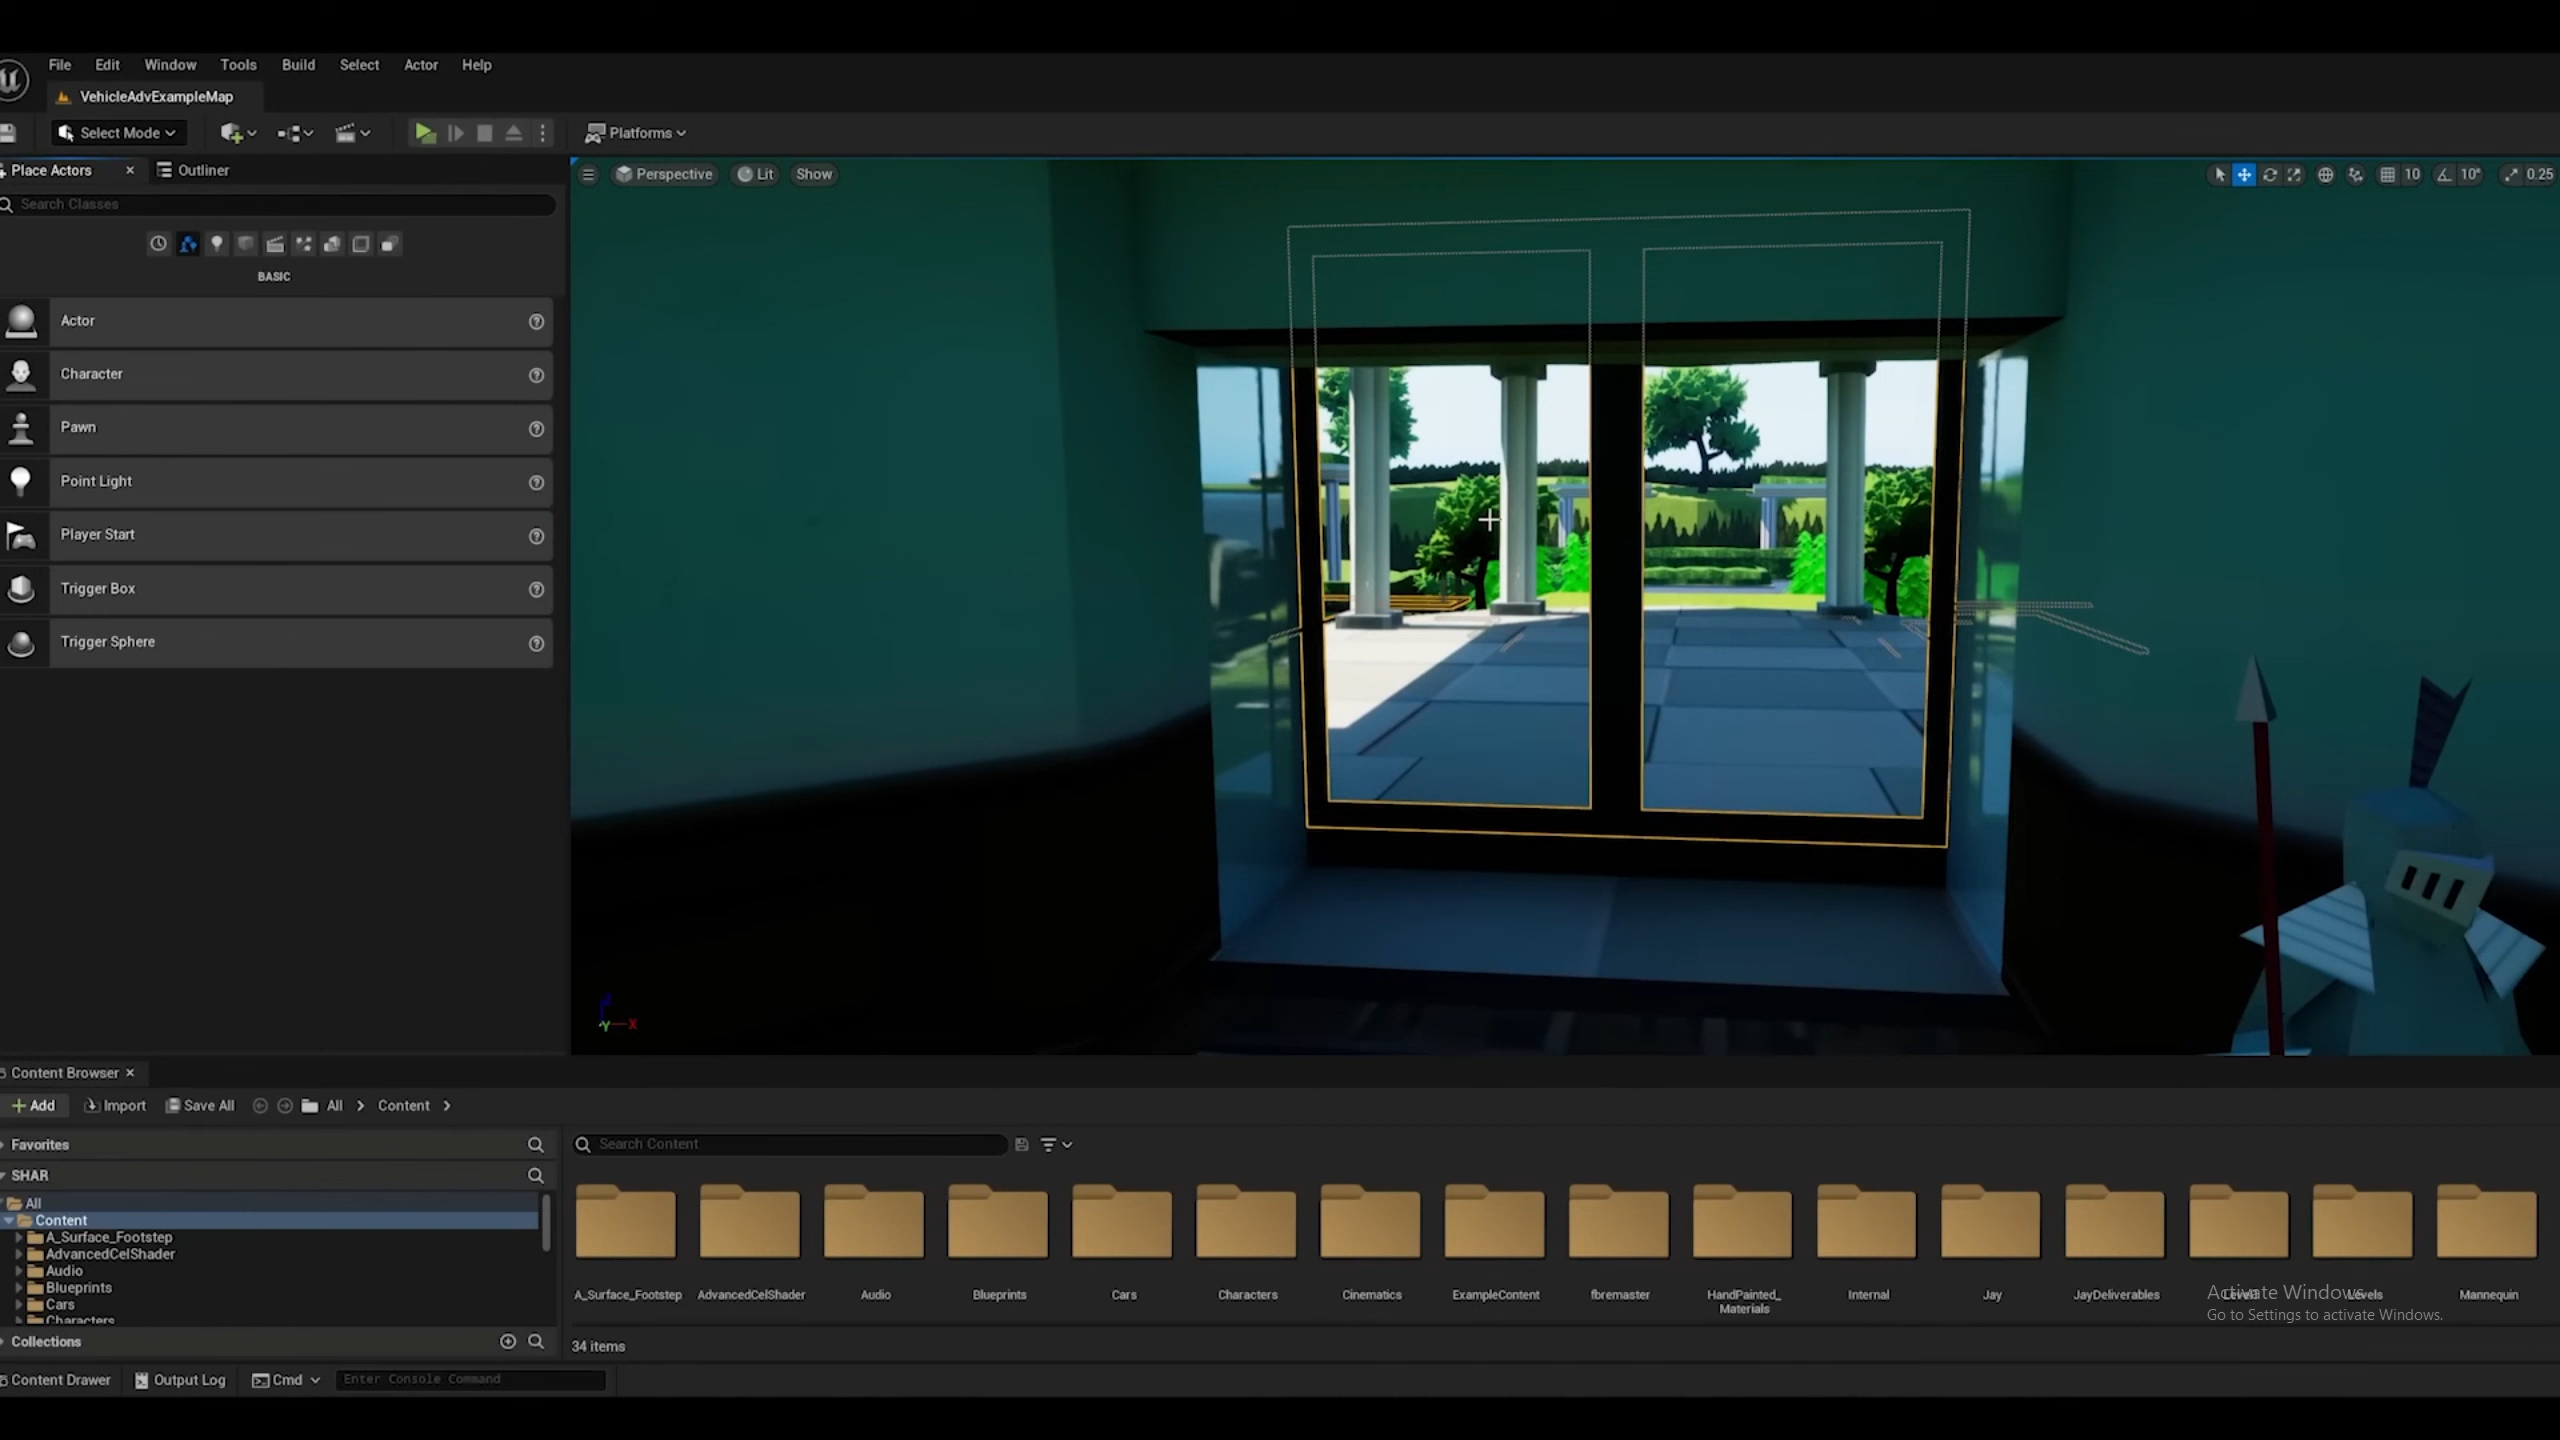 File Edit Window Tools Build Select Actor Help
VehicleAdvExampleMap
Select Mode
Platforms
Place Actors
Outliner
Perspective
Lit
Show
10
10°
0.25
Search Classes
BASIC
Actor
Character
Pawn
Point Light
Player Start
Trigger Box
Trigger Sphere
Y X
Content Browser
Add
Import
Save All
All
Content
Favorites
Search Content
SHAR
All
Content
A_Surface_Footstep
AdvancedCelShader
Audio
Blueprints
Cars
Characters
A_Surface_Footstep
AdvancedCelShader
Audio
Blueprints
Cars
Characters
Cinematics
ExampleContent
fbremaster
HandPainted_
Materials
Internal
Jay
JayDeliverables
Levels
Mannequin
Activate Windows
Go to Settings to activate Windows.
Collections
34 items
Content Drawer
Output Log
Cmd
Enter Console Command